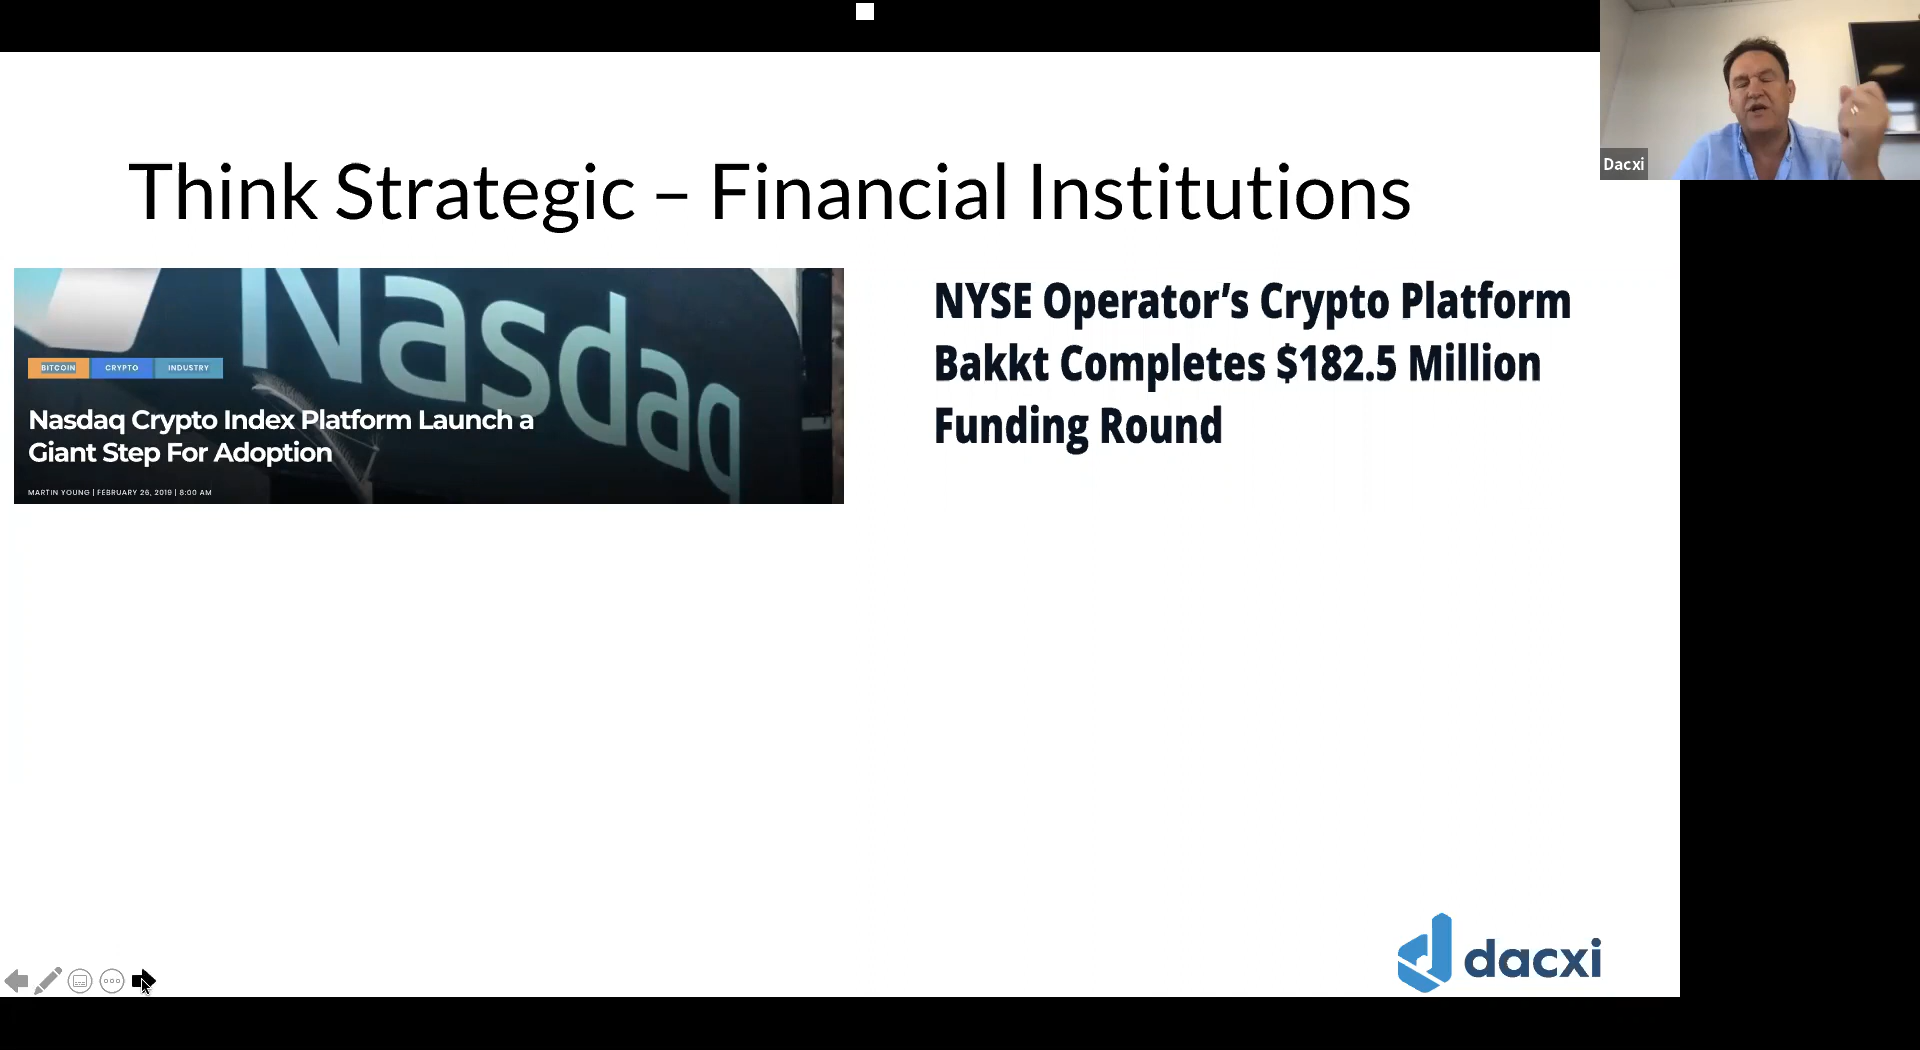 Dacxi
Think Strategic – Financial Institutions
Nasdaq
BITCOIN CRYPTO INDUSTRY
Nasdaq Crypto Index Platform Launch a
Giant Step For Adoption
MARTIN YOUNG | FEBRUARY 26, 2019 | 8:00 AM
NYSE Operator’s Crypto Platform
Bakkt Completes $182.5 Million
Funding Round
dacxi